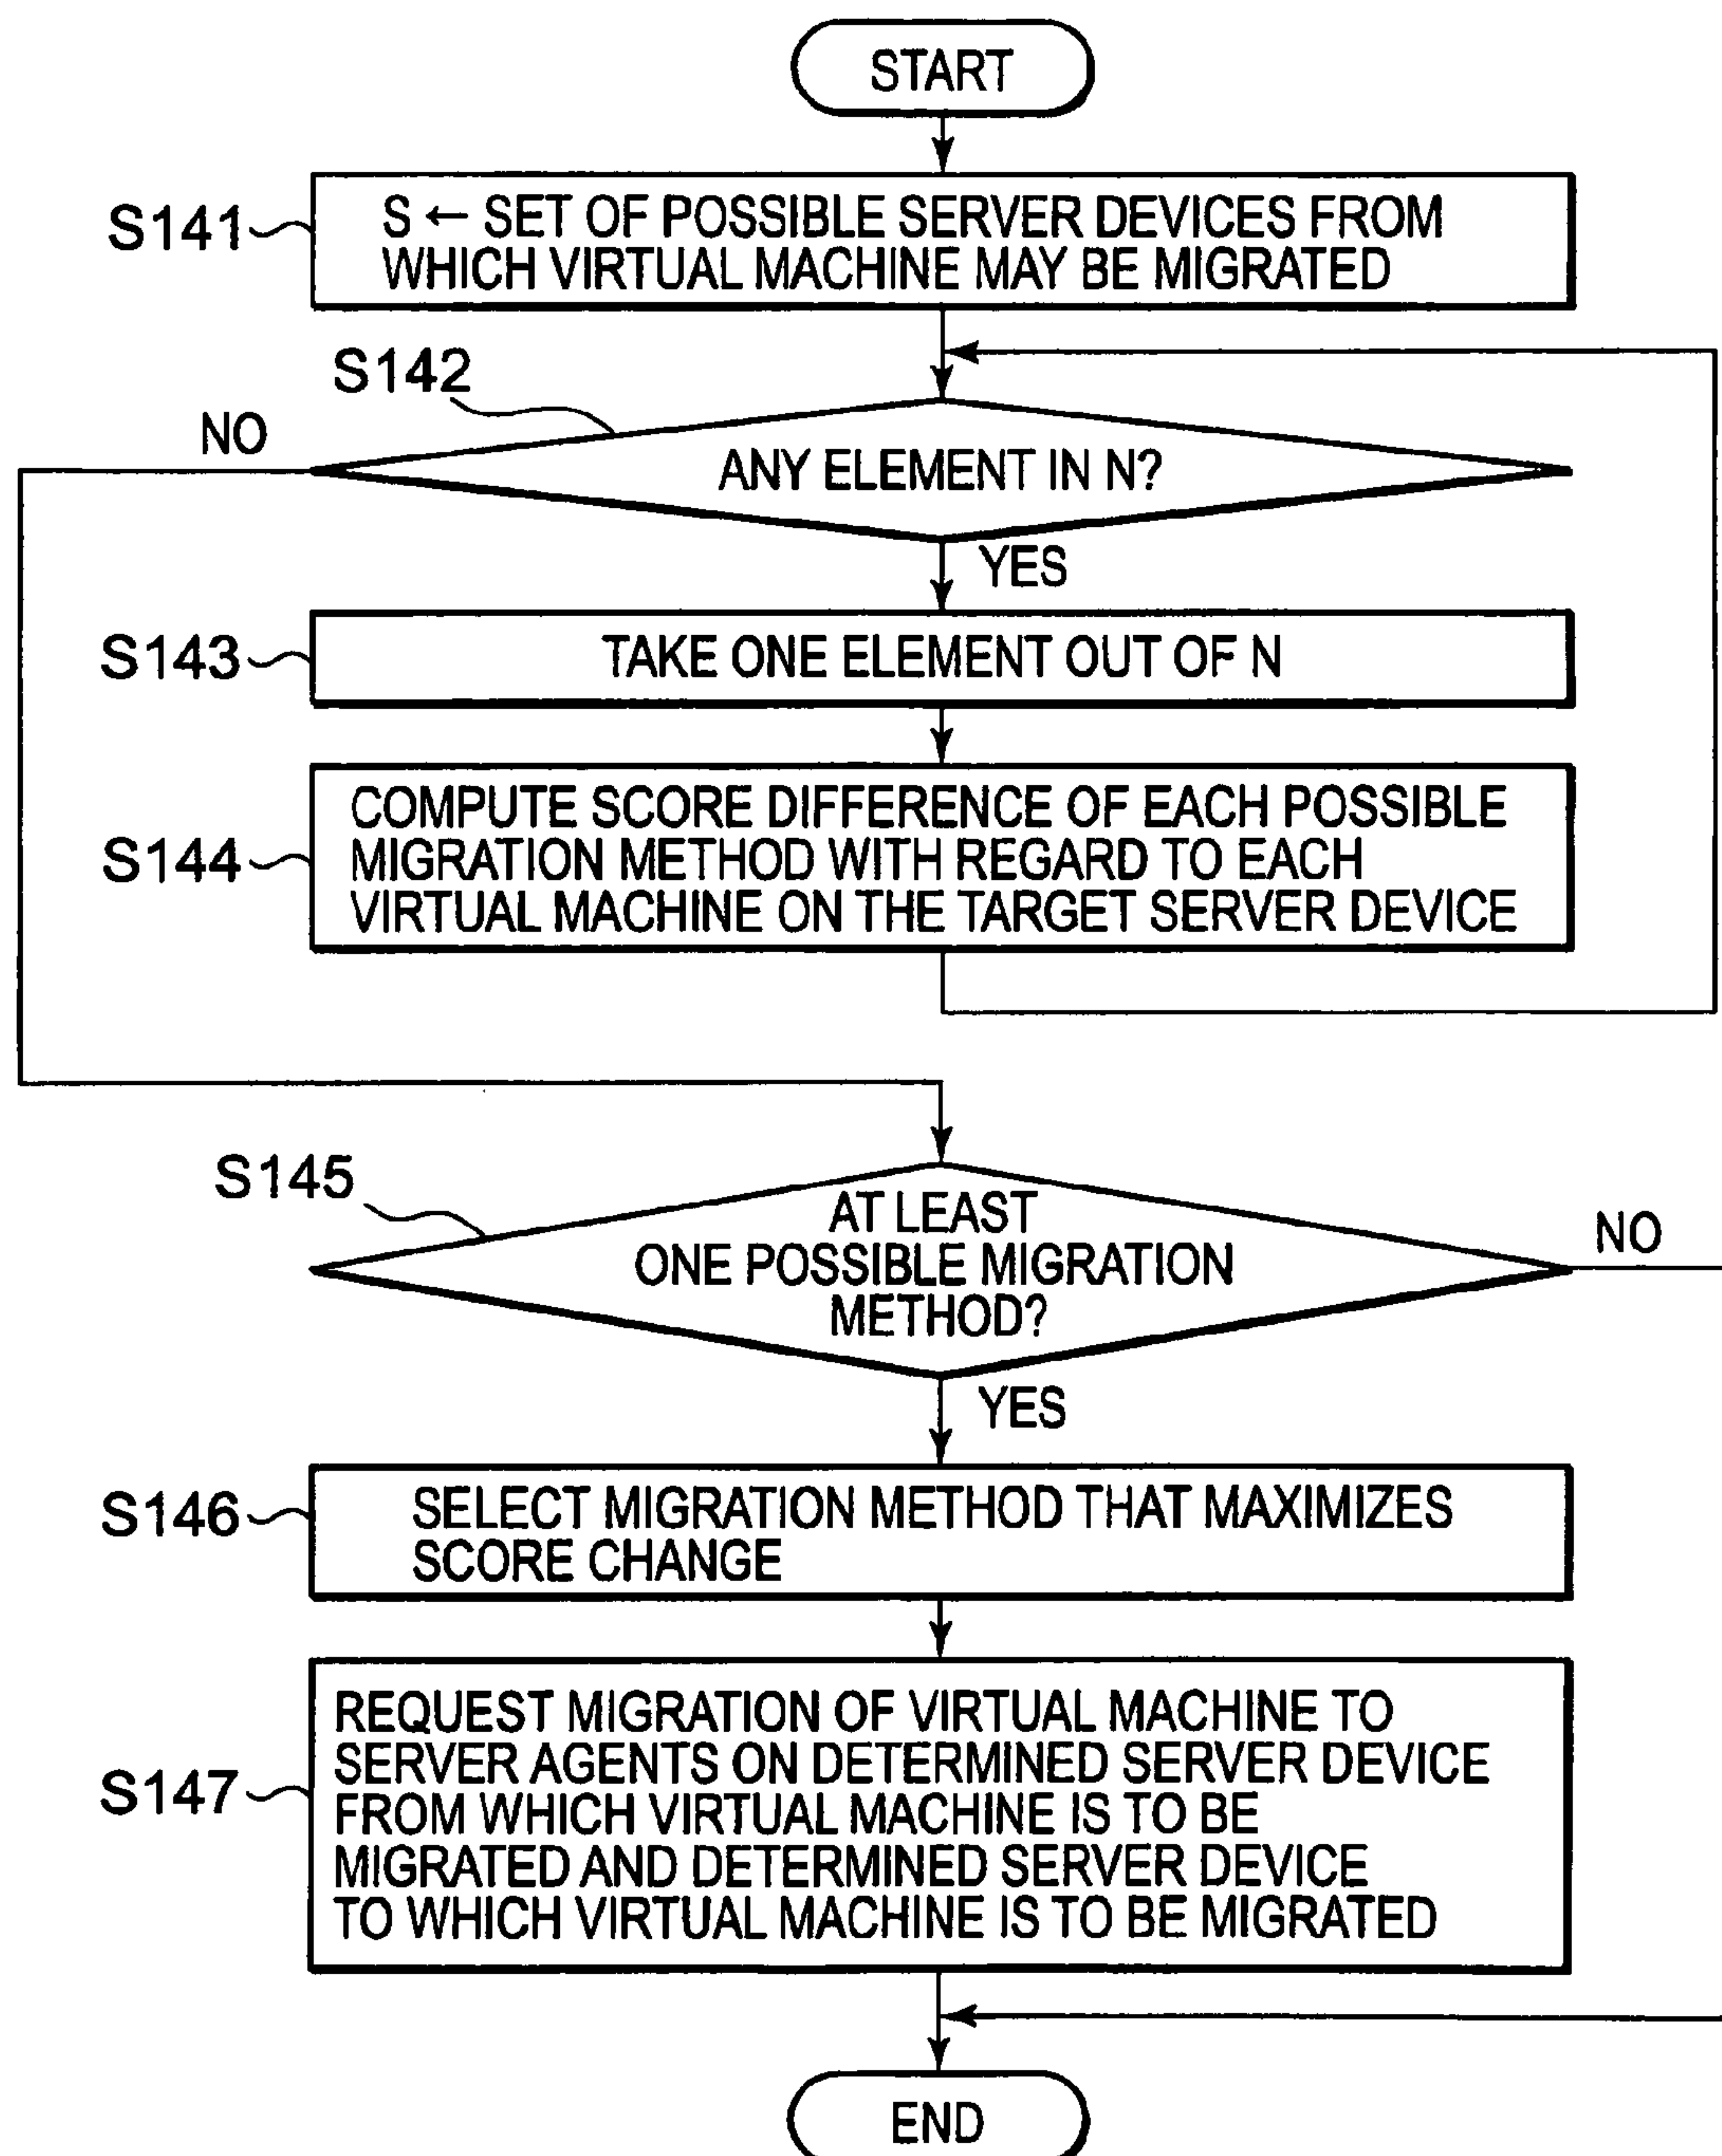 START
S141
S ← SET OF POSSIBLE SERVER DEVICES FROM
WHICH VIRTUAL MACHINE MAY BE MIGRATED
S142
NO
ANY ELEMENT IN N?
YES
S143
TAKE ONE ELEMENT OUT OF N
S144
COMPUTE SCORE DIFFERENCE OF EACH POSSIBLE
MIGRATION METHOD WITH REGARD TO EACH
VIRTUAL MACHINE ON THE TARGET SERVER DEVICE
S145
AT LEAST
ONE POSSIBLE MIGRATION
METHOD?
NO
YES
S146
SELECT MIGRATION METHOD THAT MAXIMIZES
SCORE CHANGE
S147
REQUEST MIGRATION OF VIRTUAL MACHINE TO
SERVER AGENTS ON DETERMINED SERVER DEVICE
FROM WHICH VIRTUAL MACHINE IS TO BE
MIGRATED AND DETERMINED SERVER DEVICE
TO WHICH VIRTUAL MACHINE IS TO BE MIGRATED
END